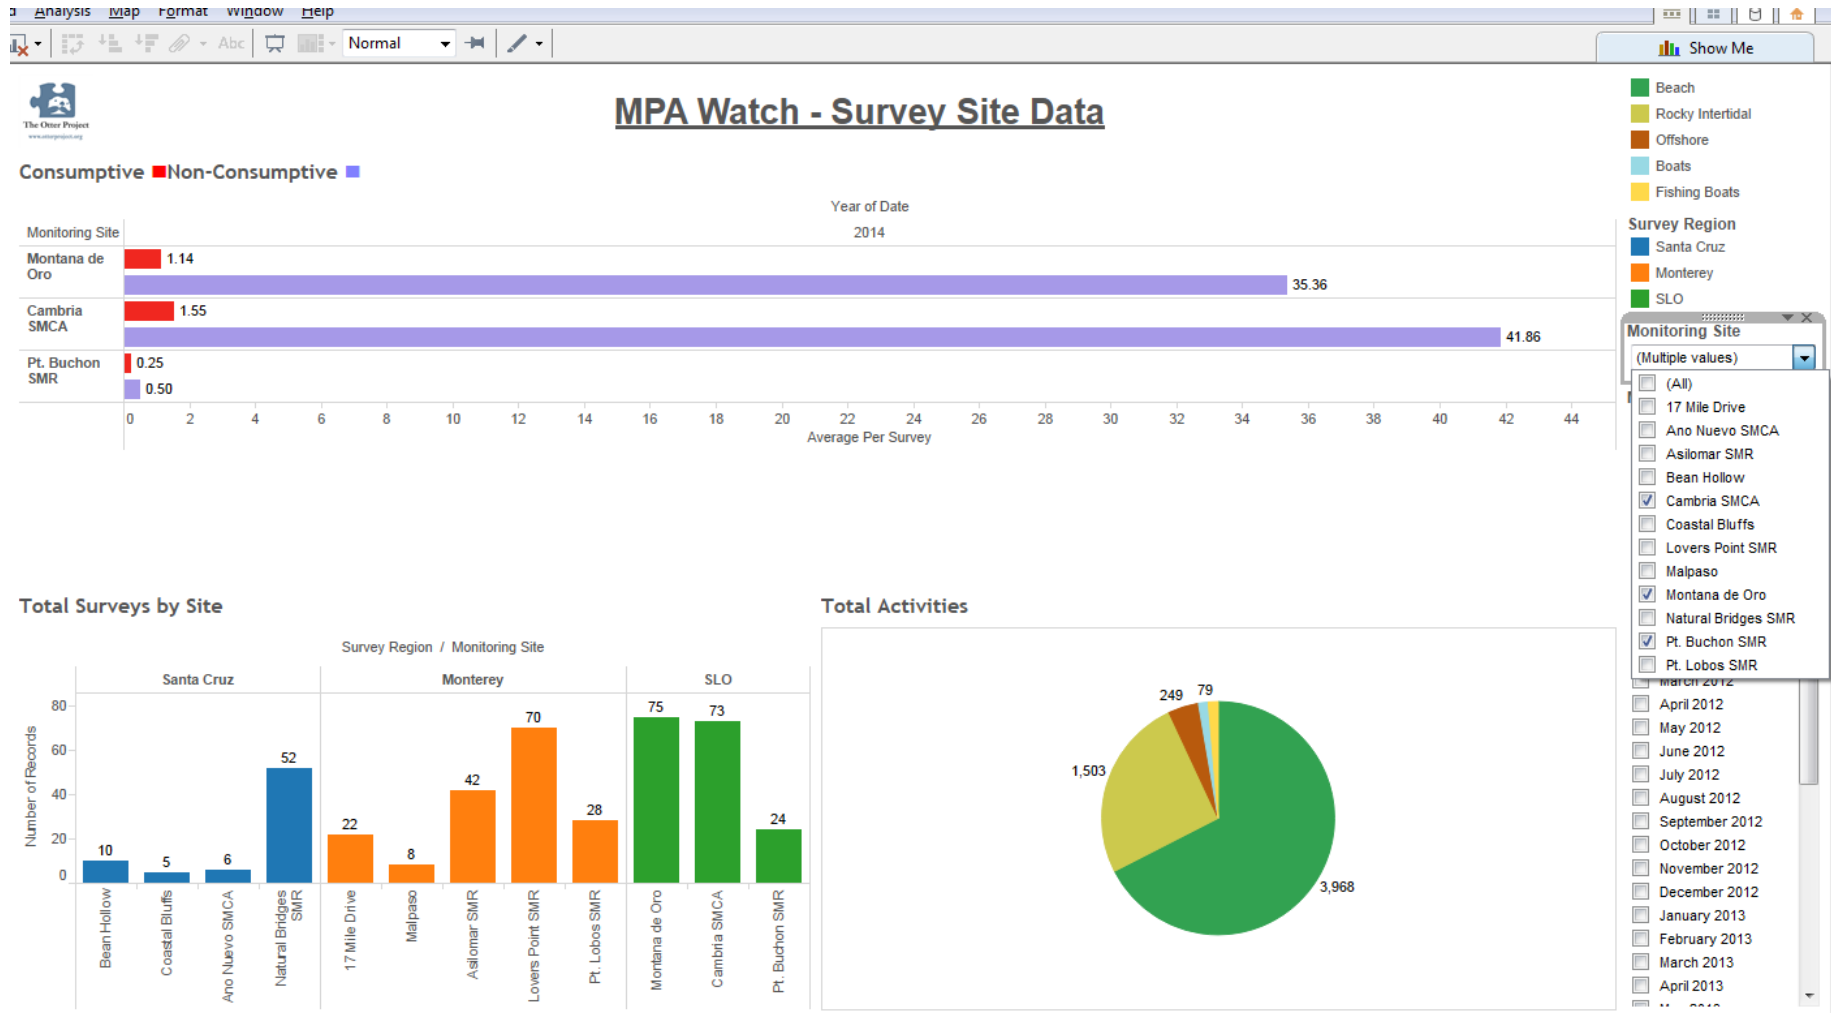 Analysis Map Format Window Help
Abc Normal Show Me
The Otter Project
www.otterproject.org
MPA Watch - Survey Site Data
Consumptive Non-Consumptive
Year of Date
Monitoring Site 2014
Montana de Oro
1.14
35.36
Cambria SMCA
1.55
41.86
Pt. Buchon SMR
0.25
0.50
0 2 4 6 8 10 12 14 16 18 20 22 24 26 28 30 32 34 36 38 40 42 44
Average Per Survey
Beach
Rocky Intertidal
Offshore
Boats
Fishing Boats
Survey Region
Santa Cruz
Monterey
SLO
Monitoring Site
(Multiple values)
(All)
17 Mile Drive
Ano Nuevo SMCA
Asilomar SMR
Bean Hollow
Cambria SMCA
Coastal Bluffs
Lovers Point SMR
Malpaso
Montana de Oro
Natural Bridges SMR
Pt. Buchon SMR
Pt. Lobos SMR
March 2012
April 2012
May 2012
June 2012
July 2012
August 2012
September 2012
October 2012
November 2012
December 2012
January 2013
February 2013
March 2013
April 2013
Total Surveys by Site
Survey Region / Monitoring Site
Santa Cruz Monterey SLO
Number of Records
80
60
40
20
0
10 5 6 52 22 8 42 70 28 75 73 24
Bean Hollow
Coastal Bluffs
Ano Nuevo SMCA
Natural Bridges SMR
17 Mile Drive
Malpaso
Asilomar SMR
Lovers Point SMR
Pt. Lobos SMR
Montana de Oro
Cambria SMCA
Pt. Buchon SMR
Total Activities
249 79
1,503
3,968